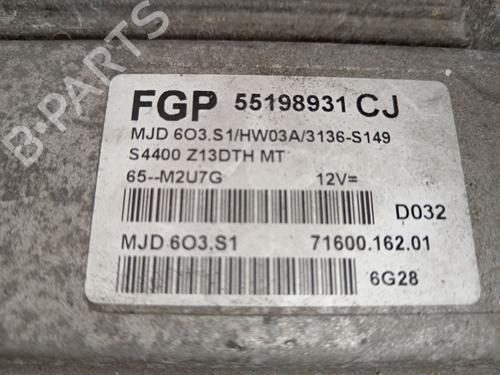 FGP 55198931 CJ
MJD 6O3.S1/HW03A/3136-S149
S4400 Z13DTH MT
65--M2U7G 12V=
D032
MJD 6O3.S1 71600.162.01
6G28